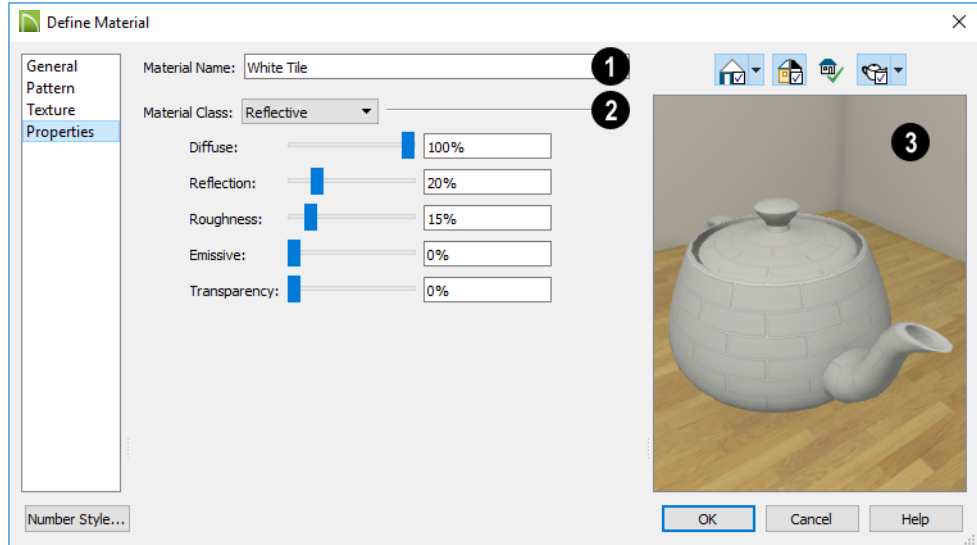 Define Material
General
Pattern
Texture
Properties
Material Name: White Tile
1
Material Class: Reflective
2
Diffuse: 100%
Reflection: 20%
Roughness: 15%
Emissive: 0%
Transparency: 0%
3
Number Style...
OK
Cancel
Help